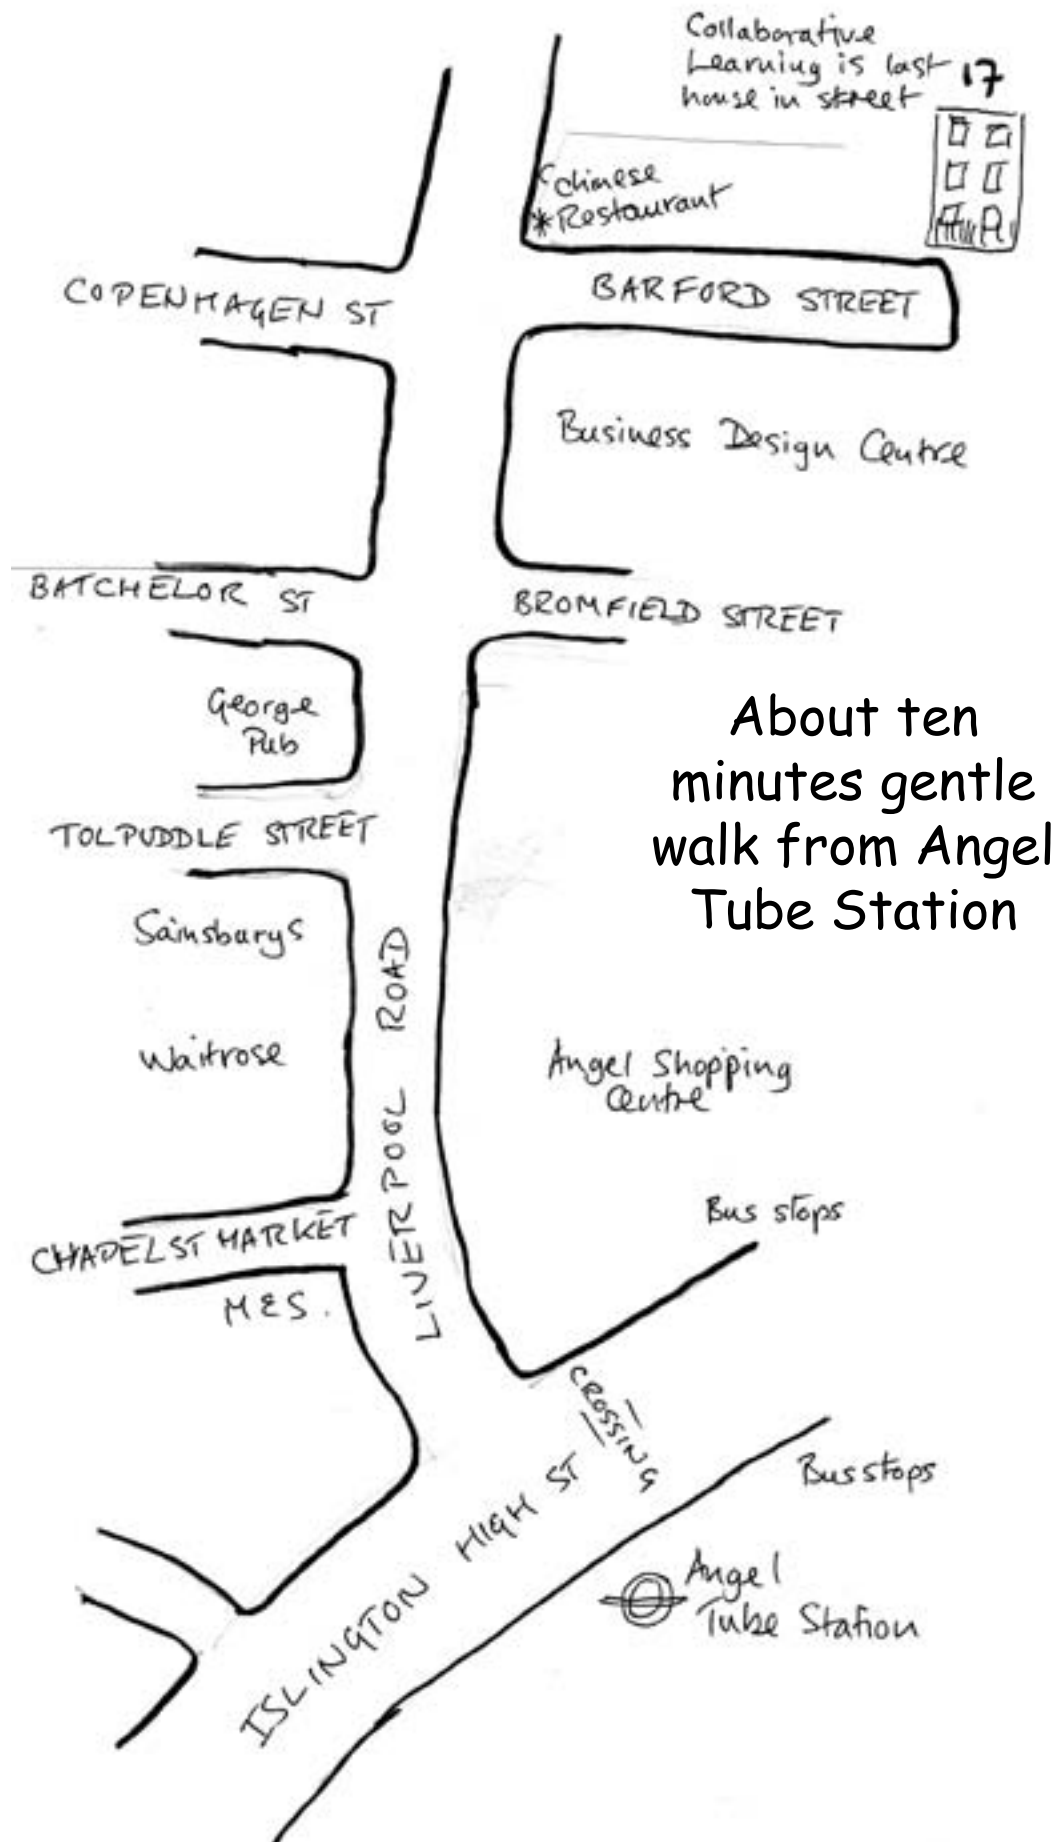 Collaborative
Learning is last
house in street
17
Chinese
*Restaurant
COPENHAGEN ST
BARFORD STREET
Business Design Centre
BATCHELOR ST
BROMFIELD STREET
George
Pub
About ten
minutes gentle
walk from Angel
Tube Station
TOLPUDDLE STREET
Sainsburys
Waitrose
LIVERPOOL ROAD
Angel Shopping
Centre
Bus stops
CHAPEL ST MARKET
M&S.
CROSSING
Bus stops
ISLINGTON HIGH ST
Angel
Tube Station